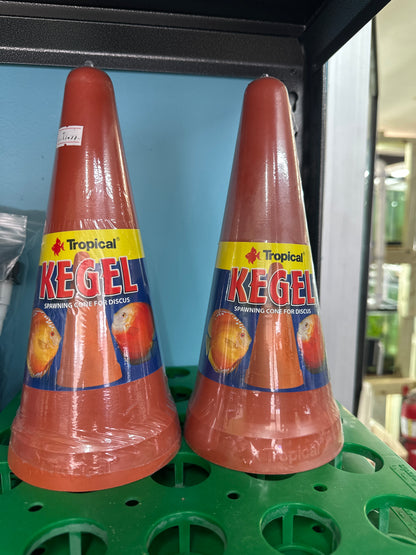 Tropical®
KEGEL
SPAWNING CONE FOR DISCUS
Tropical®
KEGEL
SPAWNING CONE FOR DISCUS
Tropical